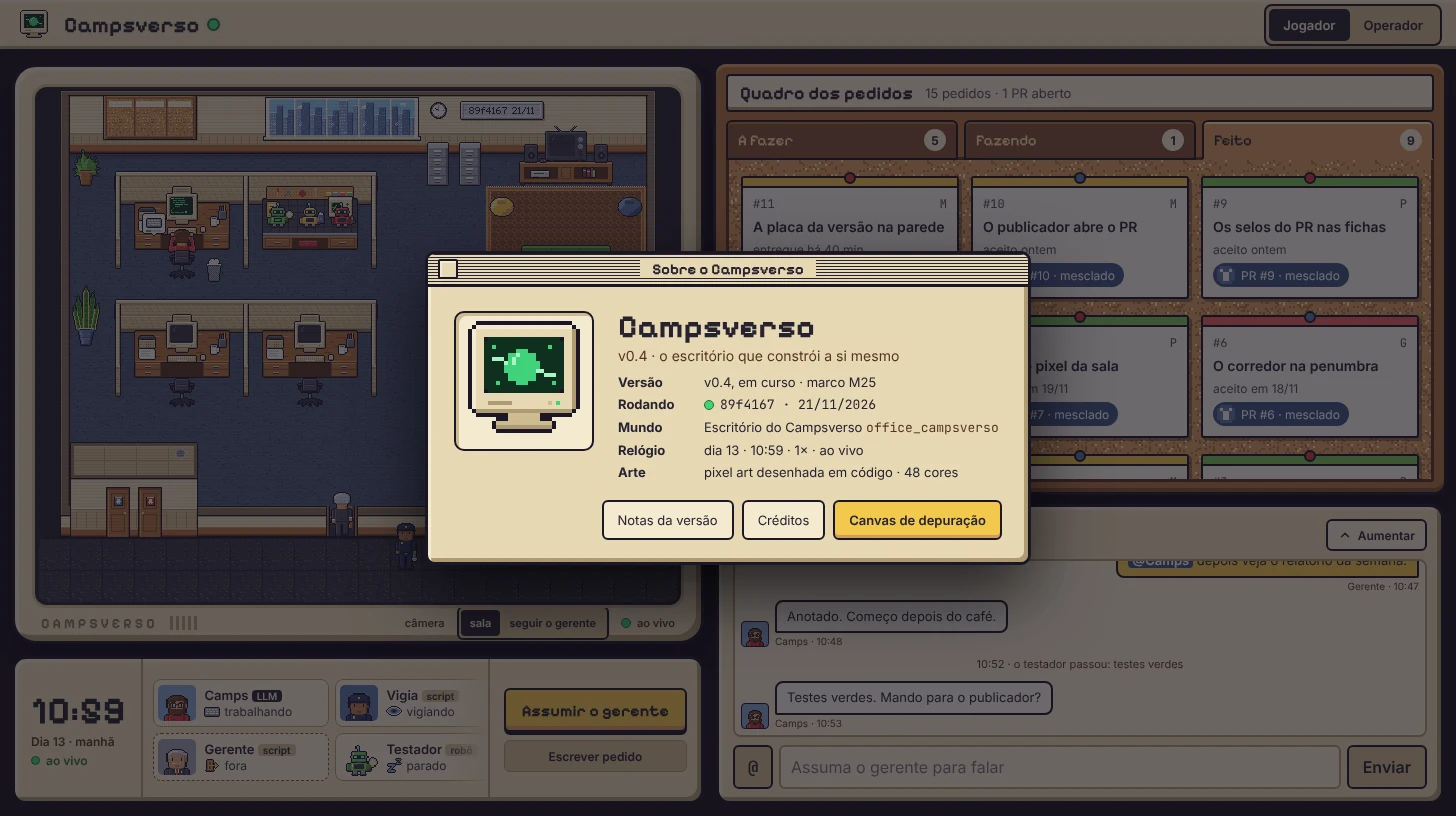 Campsverso
Jogador
Operador
89f4167 21/11
Quadro dos pedidos
15 pedidos · 1 PR aberto
A fazer
5
Fazendo
1
Feito
9
#11
M
A placa da versão na parede
entregue há 40 min
#10
M
O publicador abre o PR
aceito ontem
#10 · mesclado
#9
P
Os selos do PR nas fichas
aceito ontem
PR #9 · mesclado
P
pixel da sala
19/11
#7 · mesclado
#6
G
O corredor na penumbra
aceito em 18/11
PR #6 · mesclado
Sobre o Campsverso
Campsverso
v0.4 · o escritório que constrói a si mesmo
Versão
v0.4, em curso · marco M25
Rodando
89f4167 · 21/11/2026
Mundo
Escritório do Campsverso office_campsverso
Relógio
dia 13 · 10:59 · 1× · ao vivo
Arte
pixel art desenhada em código · 48 cores
Notas da versão
Créditos
Canvas de depuração
CAMPSVERSO
câmera
sala
seguir o gerente
ao vivo
10:59
Dia 13 · manhã
ao vivo
Camps LLM
trabalhando
Vigia script
vigiando
Gerente script
fora
Testador robô
parado
Assumir o gerente
Escrever pedido
Aumentar
@Camps depois veja o relatório da semana.
Gerente · 10:47
Anotado. Começo depois do café.
Camps · 10:48
10:52 · o testador passou: testes verdes
Testes verdes. Mando para o publicador?
Camps · 10:53
@
Assuma o gerente para falar
Enviar